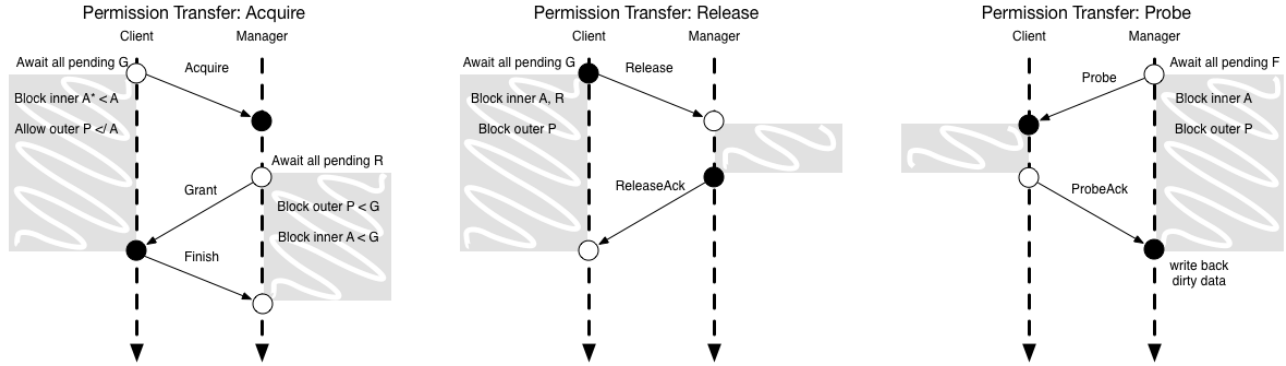 Permission Transfer: Acquire
Client
Manager
Await all pending G
Acquire
Block inner A* < A
Allow outer P </ A
Await all pending R
Grant
Block outer P < G
Block inner A < G
Finish
Permission Transfer: Release
Client
Manager
Await all pending G
Release
Block inner A, R
Block outer P
ReleaseAck
Permission Transfer: Probe
Client
Manager
Await all pending F
Probe
Block inner A
Block outer P
ProbeAck
write back
dirty data